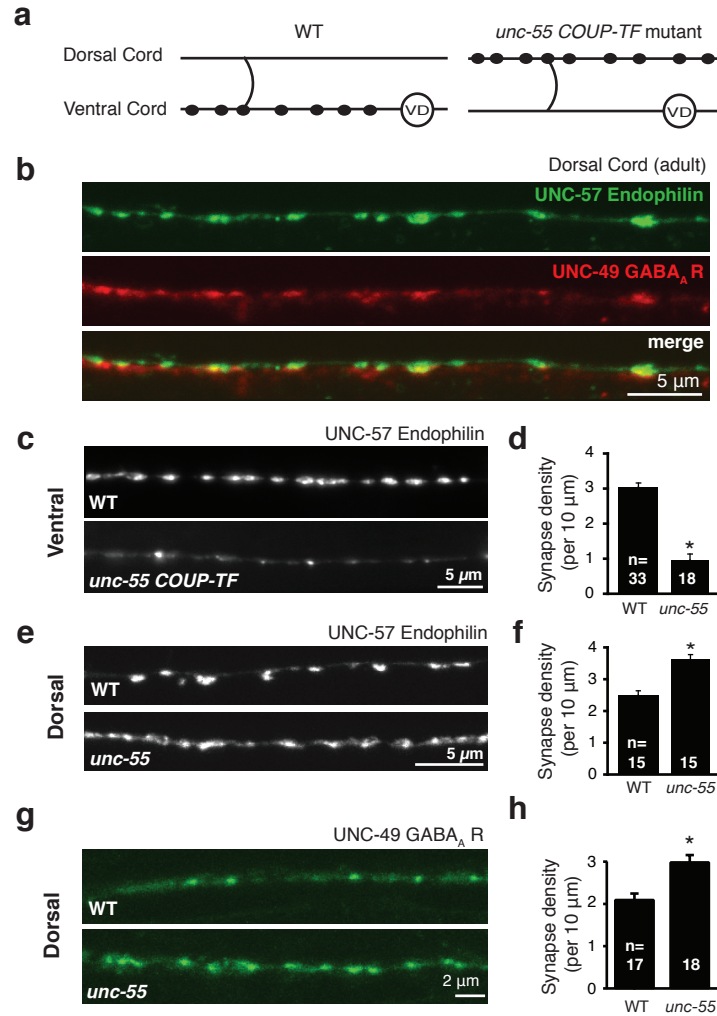 a
WT
unc-55 COUP-TF mutant
Dorsal Cord
Ventral Cord
VD
VD
b
Dorsal Cord (adult)
UNC-57 Endophilin
UNC-49 GABA_A R
merge
5 µm
c
UNC-57 Endophilin
Ventral
WT
unc-55 COUP-TF
5 µm
d
Synapse density
(per 10 µm)
4
3
2
1
0
n=
33
18
*
WT
unc-55
e
UNC-57 Endophilin
Dorsal
WT
unc-55
5 µm
f
Synapse density
(per 10 µm)
4
3
2
1
0
n=
15
15
*
WT
unc-55
g
UNC-49 GABA_A R
Dorsal
WT
unc-55
2 µm
h
Synapse density
(per 10 µm)
3
2
1
0
n=
17
18
*
WT
unc-55